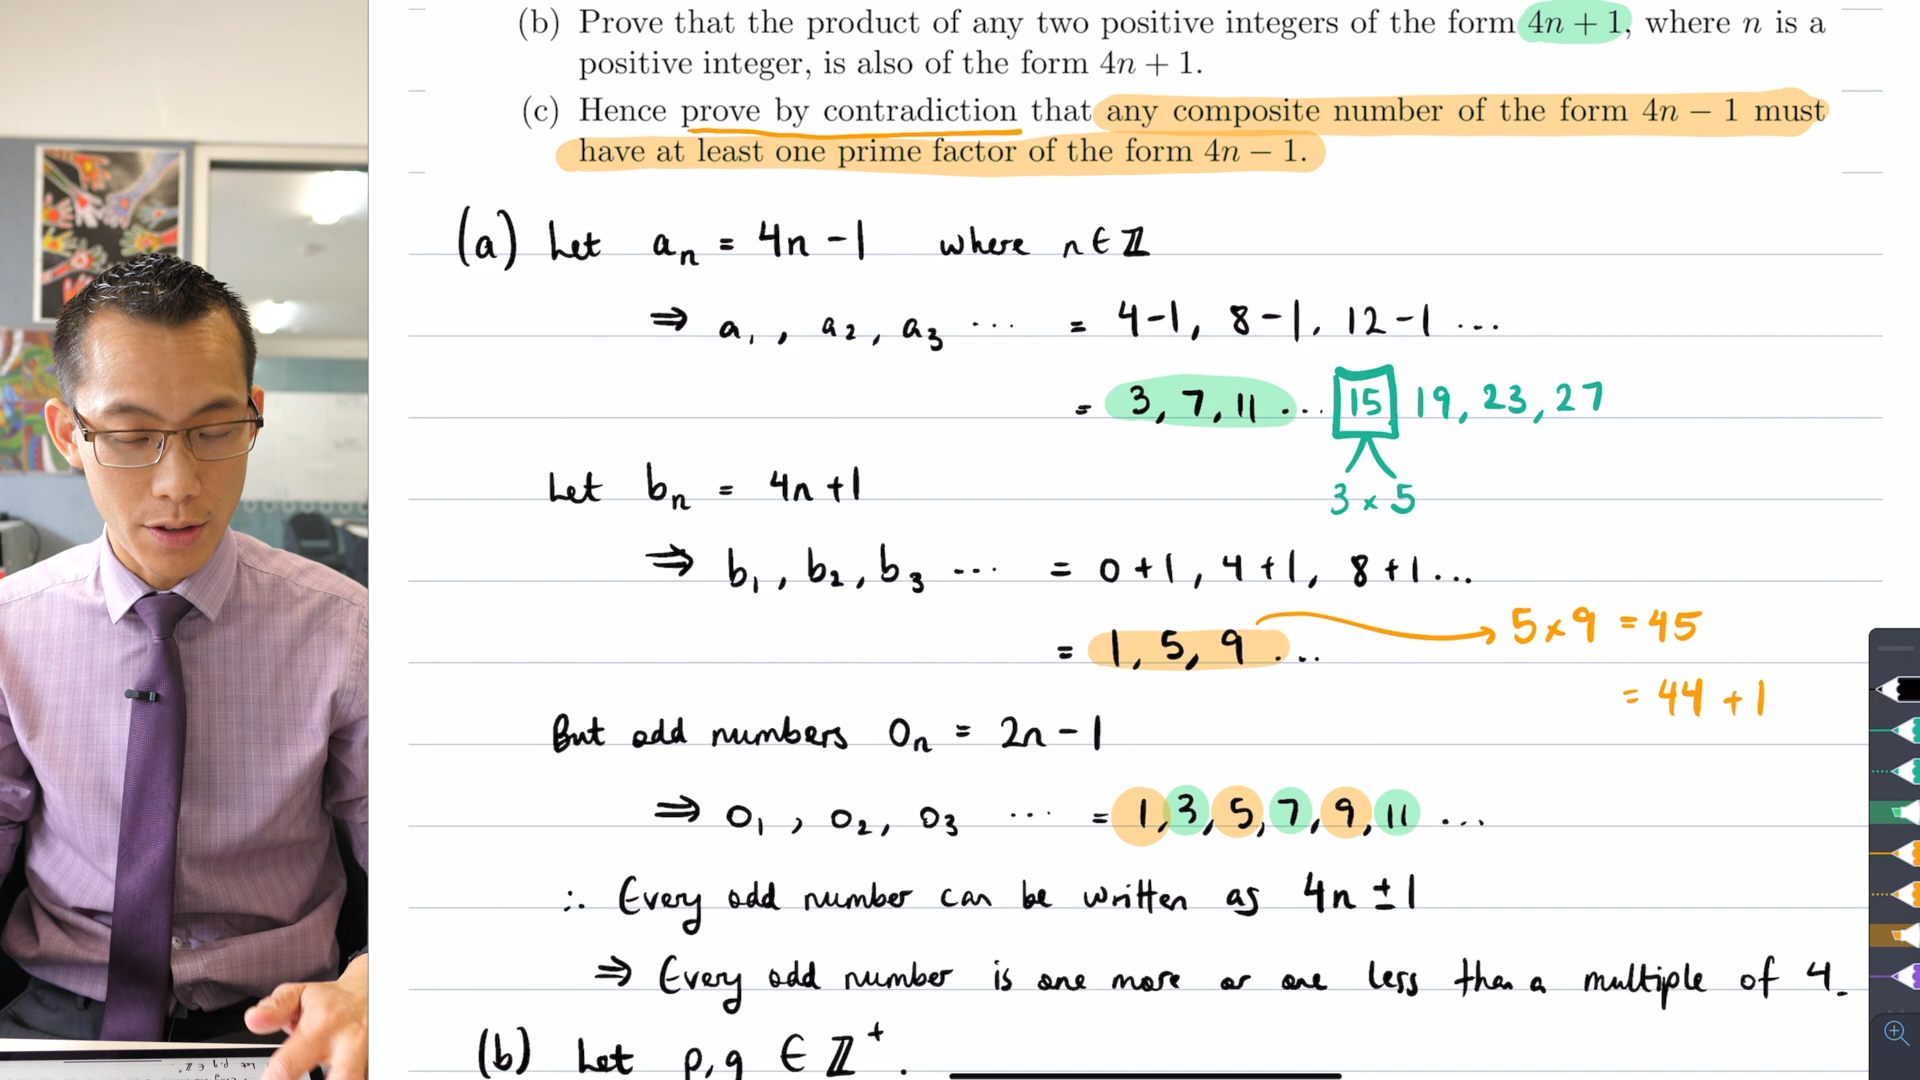 (b) Prove that the product of any two positive integers of the form 4n + 1, where n is a
positive integer, is also of the form 4n + 1.
(c) Hence prove by contradiction that any composite number of the form 4n − 1 must
have at least one prime factor of the form 4n − 1.
(a) Let aₙ = 4n − 1 where n ∈ ℤ
⇒ a₁, a₂, a₃ ... = 4−1, 8−1, 12−1 ...
= 3, 7, 11 ... 15 19, 23, 27
3 × 5
Let bₙ = 4n+1
⇒ b₁, b₂, b₃ ... = 0+1, 4+1, 8+1...
= 1, 5, 9 ...
5×9 = 45
= 44 + 1
But odd numbers Oₙ = 2n − 1
⇒ O₁, O₂, O₃ ... = 1, 3, 5, 7, 9, 11 ...
∴ Every odd number can be written as 4n ± 1
⇒ Every odd number is one more or one less than a multiple of 4.
(b) Let p, q ∈ ℤ⁺.